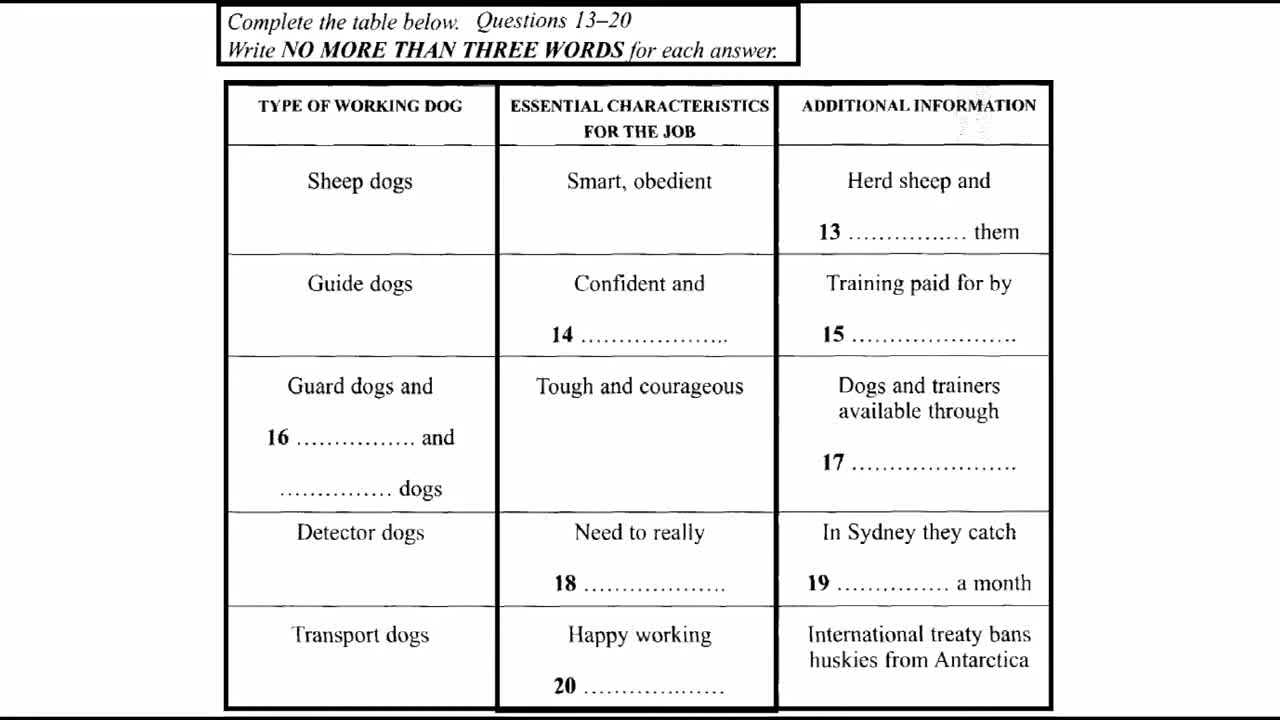 Complete the table below. Questions 13–20
Write NO MORE THAN THREE WORDS for each answer.
TYPE OF WORKING DOG
ESSENTIAL CHARACTERISTICS
FOR THE JOB
ADDITIONAL INFORMATION
Sheep dogs
Smart, obedient
Herd sheep and
13 ................. them
Guide dogs
Confident and
14 .......................
Training paid for by
15 .........................
Guard dogs and
16 .................. and
................. dogs
Tough and courageous
Dogs and trainers
available through
17 .........................
Detector dogs
Need to really
18 ......................
In Sydney they catch
19 ................. a month
Transport dogs
Happy working
20 ......................
International treaty bans
huskies from Antarctica